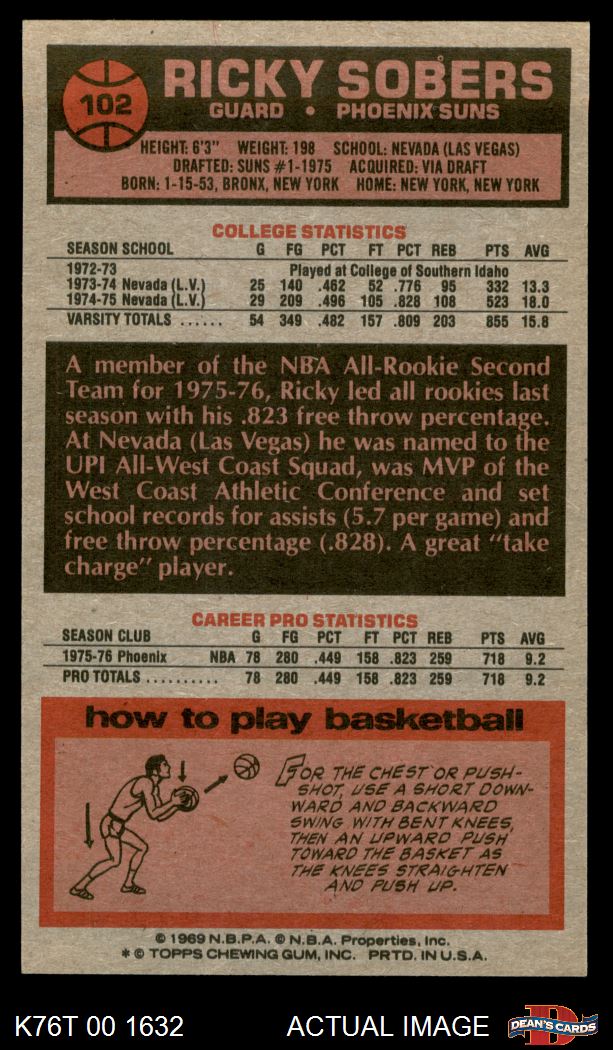 102
RICKY SOBERS
GUARD • PHOENIX SUNS
HEIGHT: 6'3" WEIGHT: 198 SCHOOL: NEVADA (LAS VEGAS)
DRAFTED: SUNS #1-1975 ACQUIRED: VIA DRAFT
BORN: 1-15-53, BRONX, NEW YORK HOME: NEW YORK, NEW YORK
COLLEGE STATISTICS
SEASON SCHOOL G FG PCT FT PCT REB PTS AVG
1972-73 Played at College of Southern Idaho
1973-74 Nevada (L.V.) 25 140 .462 52 .776 95 332 13.3
1974-75 Nevada (L.V.) 29 209 .496 105 .828 108 523 18.0
VARSITY TOTALS ...... 54 349 .482 157 .809 203 855 15.8
A member of the NBA All-Rookie Second
Team for 1975-76, Ricky led all rookies last
season with his .823 free throw percentage.
At Nevada (Las Vegas) he was named to the
UPI All-West Coast Squad, was MVP of the
West Coast Athletic Conference and set
school records for assists (5.7 per game) and
free throw percentage (.828). A great "take
charge" player.
CAREER PRO STATISTICS
SEASON CLUB G FG PCT FT PCT REB PTS AVG
1975-76 Phoenix NBA 78 280 .449 158 .823 259 718 9.2
PRO TOTALS .......... 78 280 .449 158 .823 259 718 9.2
how to play basketball
FOR THE CHEST OR PUSH-
SHOT, USE A SHORT DOWN-
WARD AND BACKWARD
SWING WITH BENT KNEES,
THEN AN UPWARD PUSH
TOWARD THE BASKET AS
THE KNEES STRAIGHTEN
AND PUSH UP.
© 1969 N.B.P.A. © N.B.A. Properties, Inc.
* © TOPPS CHEWING GUM, INC. PRTD. IN U.S.A.
K76T 00 1632 ACTUAL IMAGE
D
DEAN'S CARDS